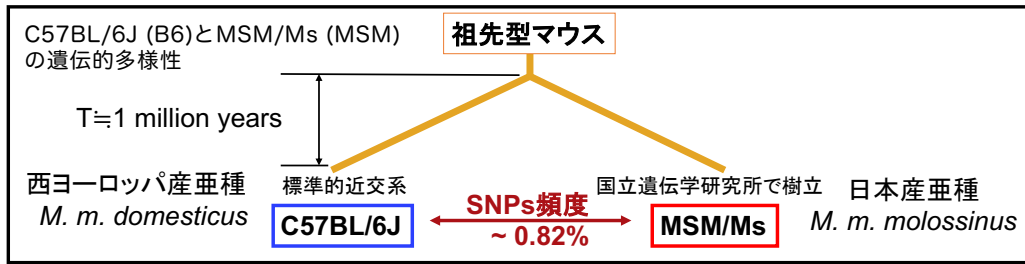 C57BL/6J (B6)とMSM/Ms (MSM)
の遺伝的多様性
祖先型マウス
T≒1 million years
西ヨーロッパ産亜種
M. m. domesticus
標準的近交系
C57BL/6J
SNPs頻度
~ 0.82%
国立遺伝学研究所で樹立
MSM/Ms
日本産亜種
M. m. molossinus